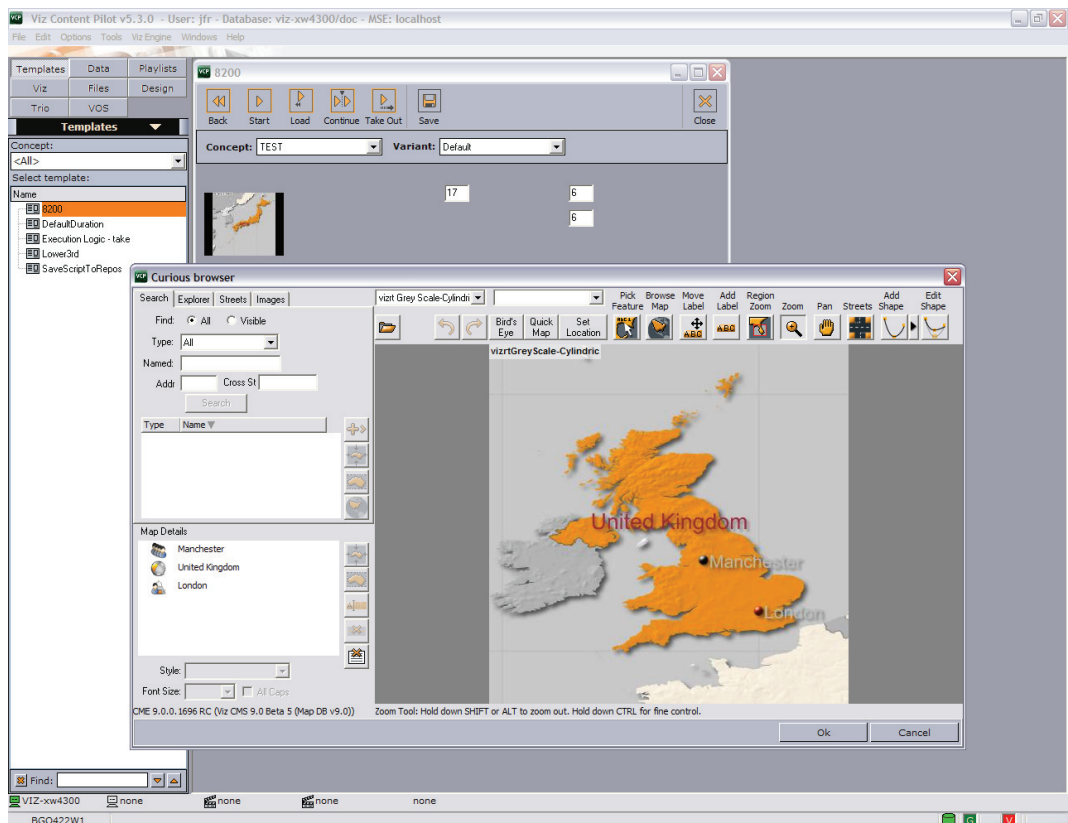 VCP Viz Content Pilot v5.3.0 - User: jfr - Database: viz-xw4300/doc - MSE: localhost
File Edit Options Tools Viz Engine Windows Help
Templates Data Playlists
Viz Files Design
Trio VOS
Templates
Concept:
<All>
Select template:
Name
8200
DefaultDuration
Execution Logic - take
Lower3rd
SaveScriptToRepos
VCP 8200
Back Start Load Continue Take Out Save Close
Concept: TEST Variant: Default
17 6
6
VCP Curious browser
Search Explorer Streets Images
Find: All Visible
Type: All
Named:
Addr Cross St
Search
Type Name
Map Details
Manchester
United Kingdom
London
Style:
Font Size: All Caps
CME 9.0.0.1696 RC (Viz CMS 9.0 Beta 5 (Map DB v9.0))
vizrt Grey Scale-Cylindri
Pick Feature Browse Map Move Label Add Label Region Zoom Zoom Pan Streets Add Shape Edit Shape
Bird's Eye Quick Map Set Location
ABC ABC
vizrtGreyScale-Cylindric
United Kingdom
Manchester
London
Zoom Tool: Hold down SHIFT or ALT to zoom out. Hold down CTRL for fine control.
Ok Cancel
Find:
VIZ-xw4300 none none none none
BGO422W1 G V